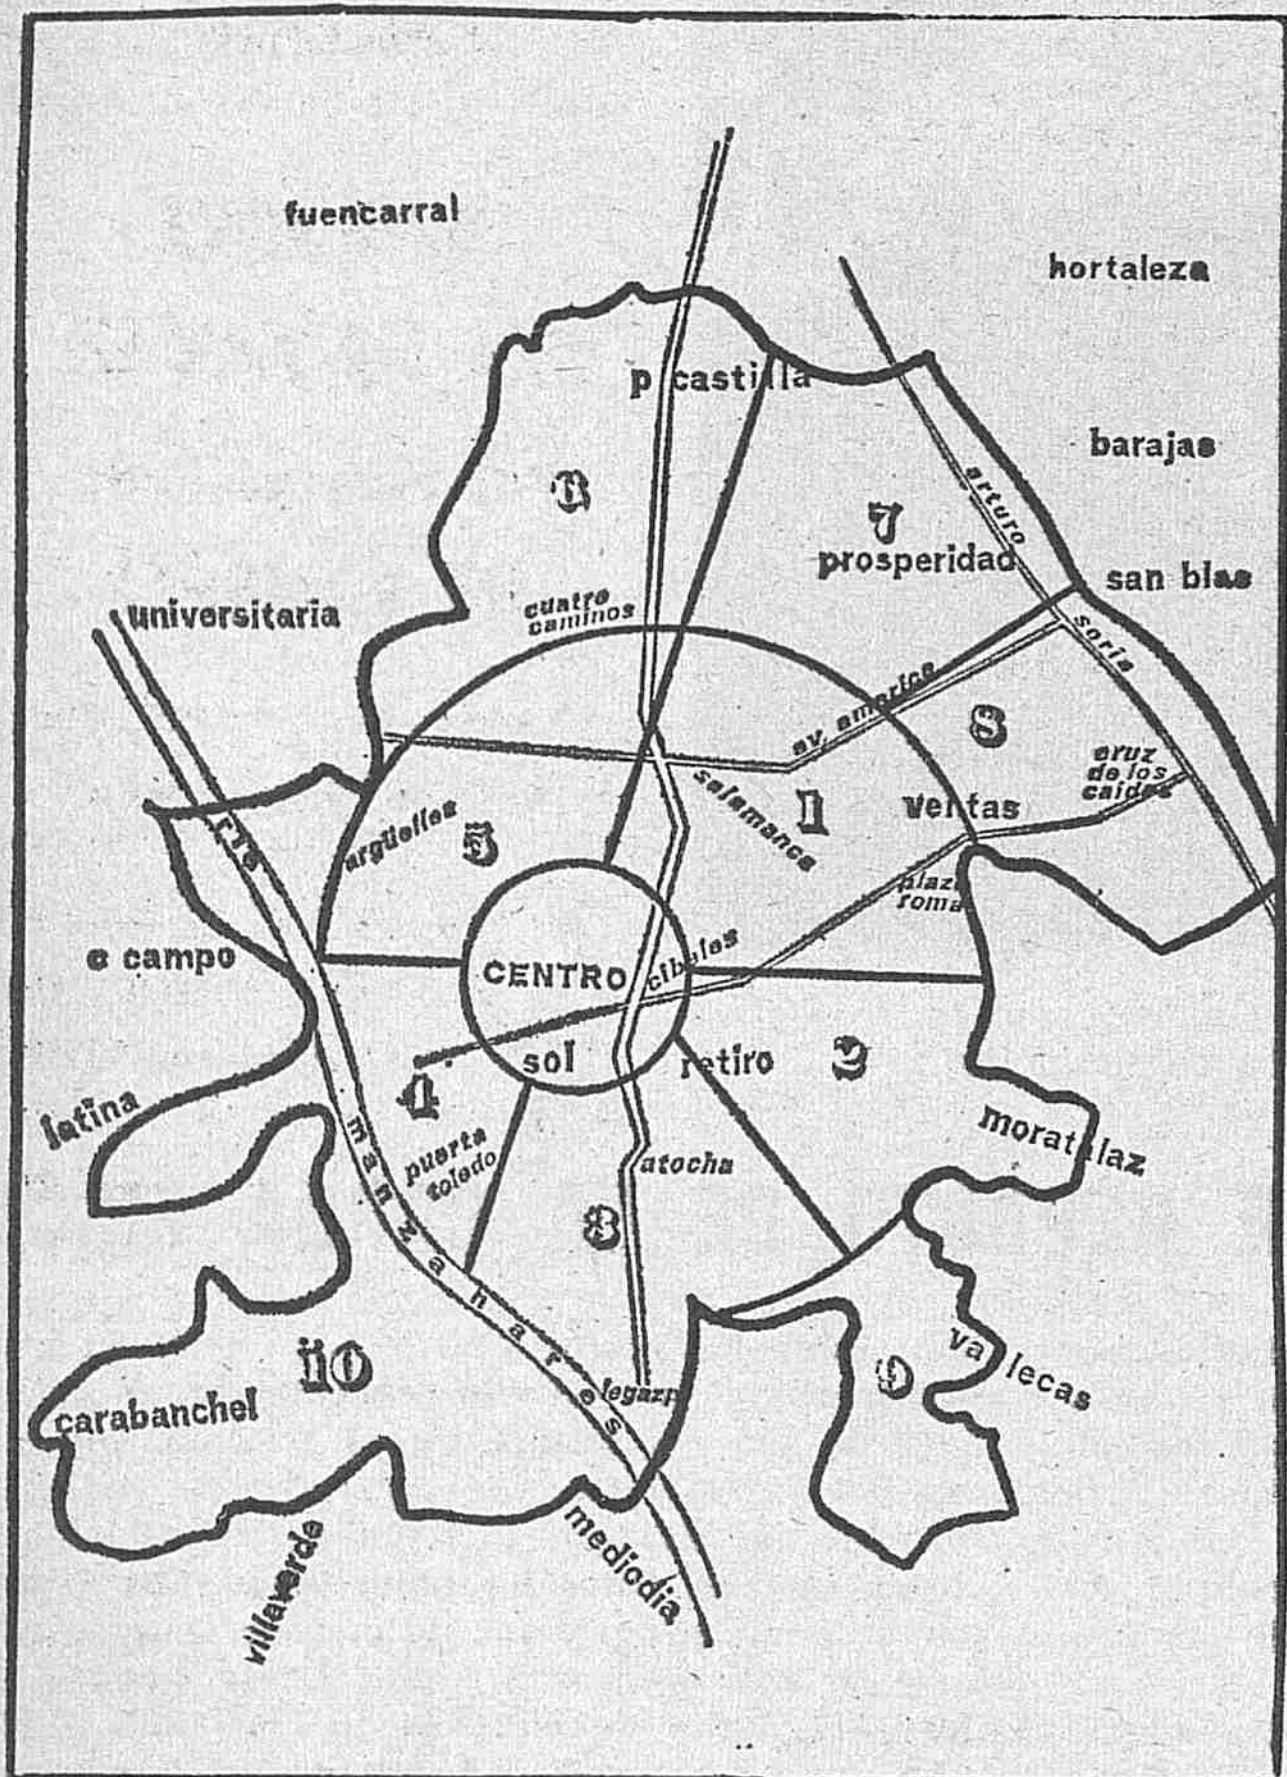 fuencarral
hortaleza
p castilla
barajas
6
arturo
7
prosperidad
san blas
cuatro
caminos
universitaria
soria
av. america
8
cruz
de los
caidos
salamanca
1
ventas
argüelles
5
rio
plaza
roma
e campo
CENTRO
cibeles
sol
retiro
2
4
latina
moratalaz
puerta
toledo
atocha
manzanares
3
10
vallecas
9
legazpi
carabanchel
mediodia
villaverde